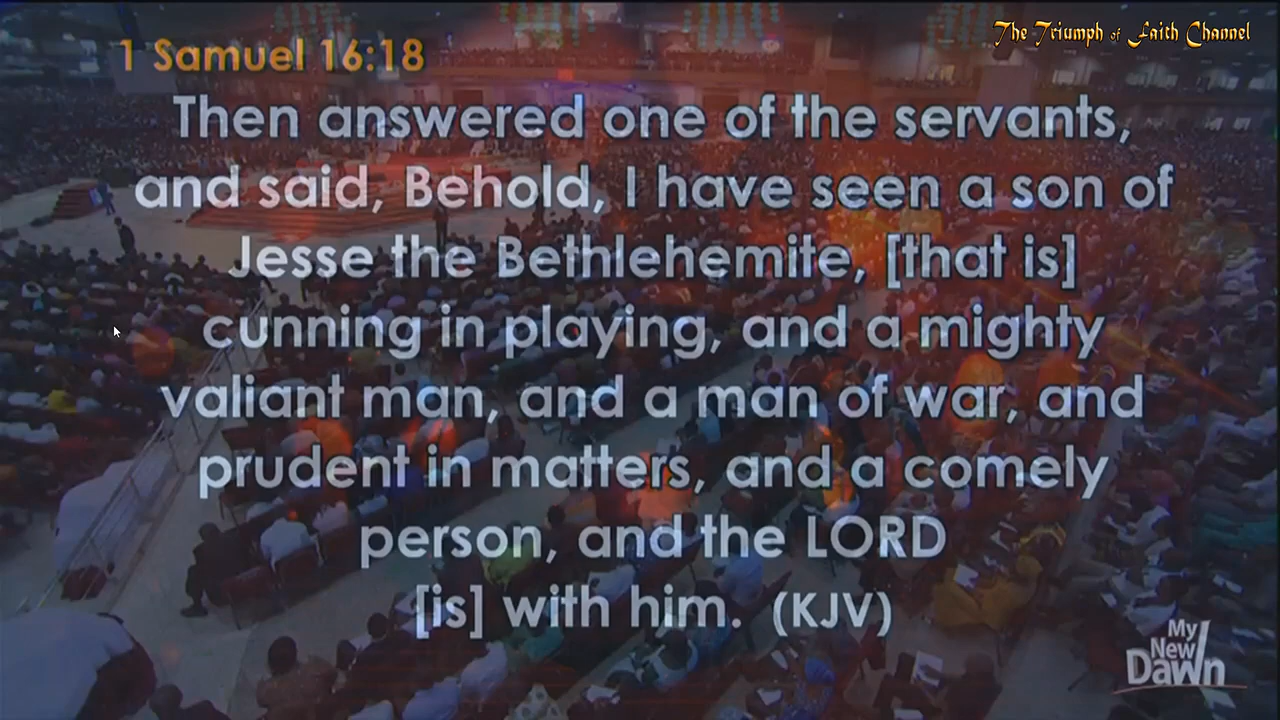 The Triumph of Faith Channel
1 Samuel 16:18
Then answered one of the servants,
and said, Behold, I have seen a son of
Jesse the Bethlehemite, [that is]
cunning in playing, and a mighty
valiant man, and a man of war, and
prudent in matters, and a comely
person, and the LORD
[is] with him. (KJV)
My
New
Dawn